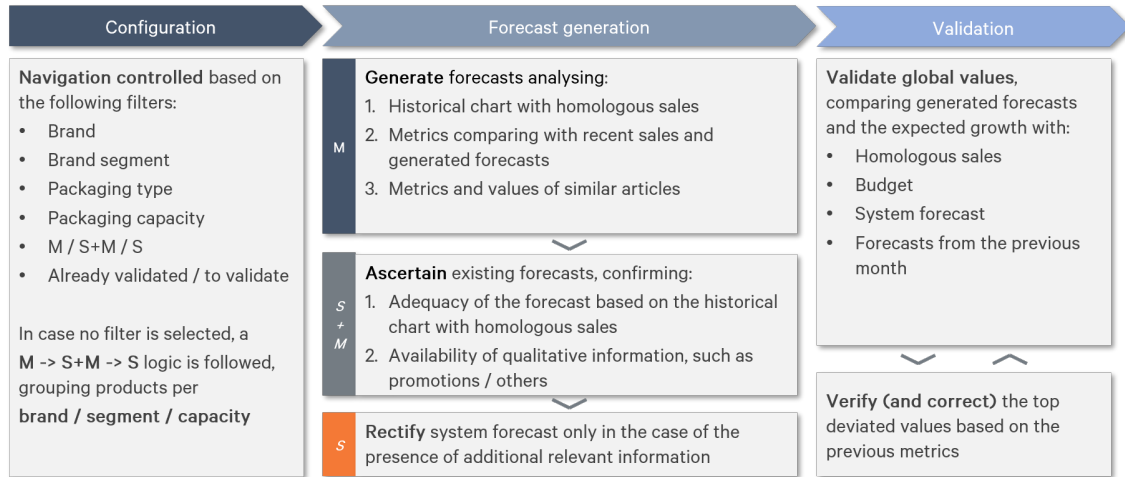 Configuration
Navigation controlled based on
the following filters:
• Brand
• Brand segment
• Packaging type
• Packaging capacity
• M / S+M / S
• Already validated / to validate
In case no filter is selected, a
M -> S+M -> S logic is followed,
grouping products per
brand / segment / capacity
Forecast generation
M
Generate forecasts analysing:
1. Historical chart with homologous sales
2. Metrics comparing with recent sales and
generated forecasts
3. Metrics and values of similar articles
S
+
M
Ascertain existing forecasts, confirming:
1. Adequacy of the forecast based on the historical
chart with homologous sales
2. Availability of qualitative information, such as
promotions / others
S
Rectify system forecast only in the case of the
presence of additional relevant information
Validation
Validate global values,
comparing generated forecasts
and the expected growth with:
• Homologous sales
• Budget
• System forecast
• Forecasts from the previous
month
Verify (and correct) the top
deviated values based on the
previous metrics